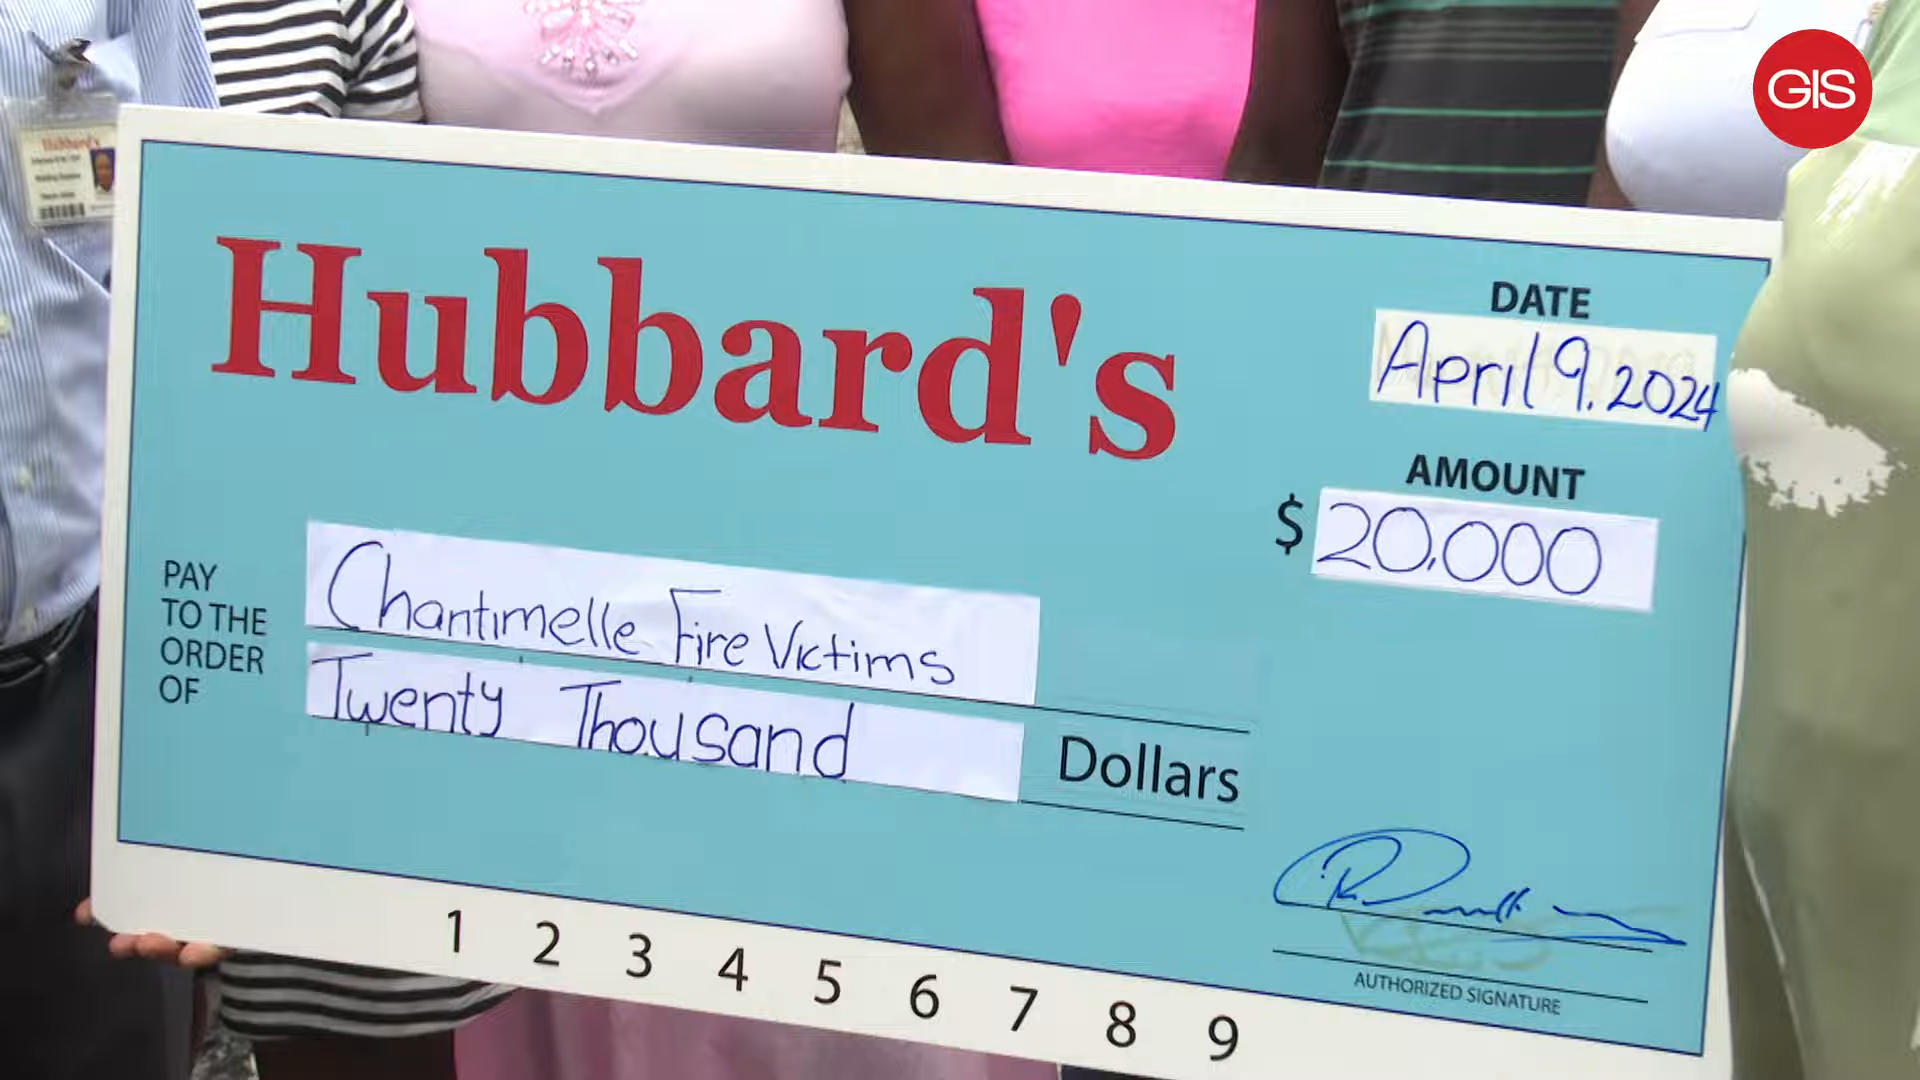 GIS
Hubbard's
Hubbard's
DATE
April 9. 2024
AMOUNT
$ 20.000
PAY
TO THE
ORDER
OF
Chantimelle Fire Victims
Twenty Thousand Dollars
AUTHORIZED SIGNATURE
1 2 3 4 5 6 7 8 9